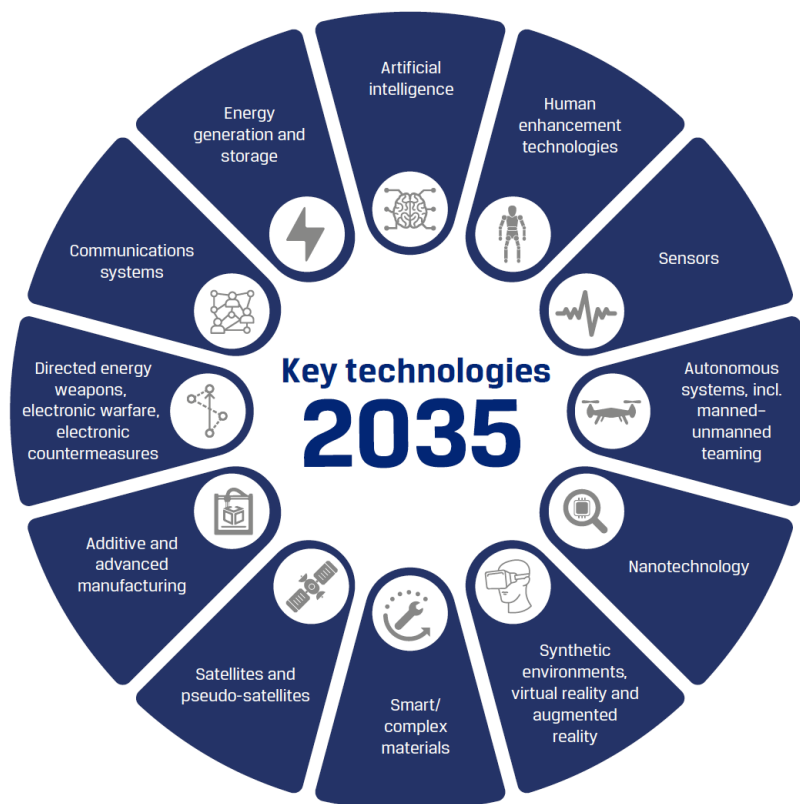 Key technologies
2035
Artificial
intelligence
Human
enhancement
technologies
Sensors
Autonomous
systems, incl.
manned–
unmanned
teaming
Nanotechnology
Synthetic
environments,
virtual reality and
augmented
reality
Smart/
complex
materials
Satellites and
pseudo-satellites
Additive and
advanced
manufacturing
Directed energy
weapons,
electronic warfare,
electronic
countermeasures
Communications
systems
Energy
generation and
storage